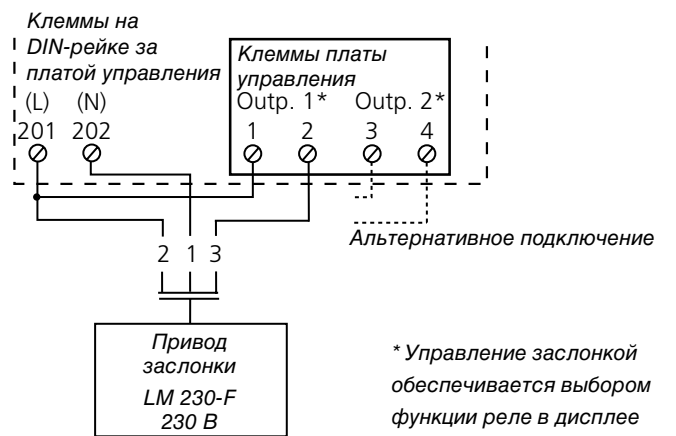 Клеммы на
DIN-рейке за
платой управления
(L) (N)
201 202
Клеммы платы
управления
Outp. 1* Outp. 2*
1 2 3 4
Альтернативное подключение
2 1 3
Привод
заслонки
LM 230-F
230 В
* Управление заслонкой
обеспечивается выбором
функции реле в дисплее